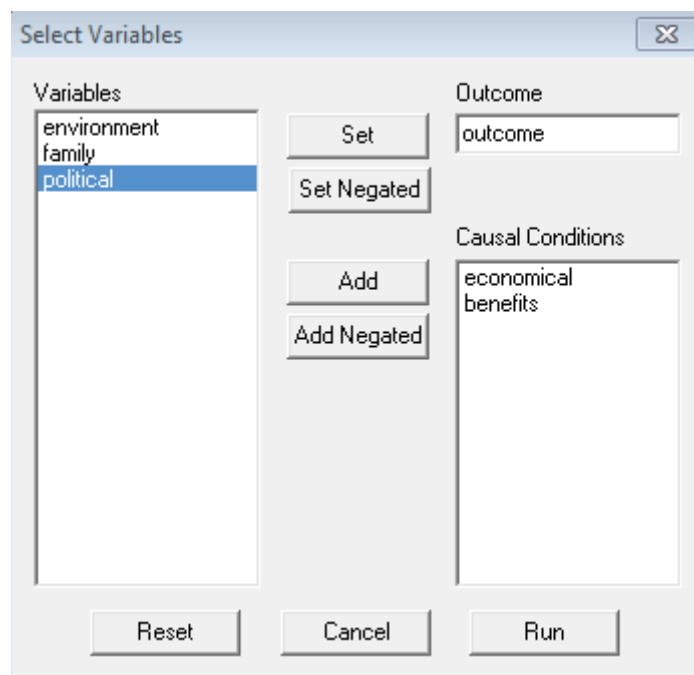 Select Variables
Variables
environment
family
political
Set
Set Negated
Add
Add Negated
Outcome
outcome
Causal Conditions
economical
benefits
Reset
Cancel
Run